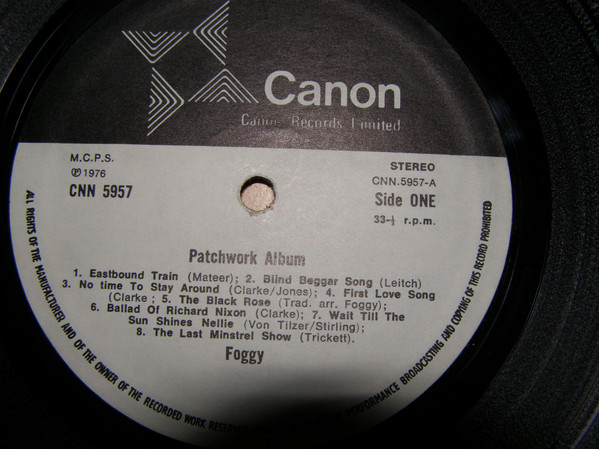 Canon
Canon Records Limited
M.C.P.S.
℗ 1976
CNN 5957
STEREO
CNN.5957-A
Side ONE
33-⅓ r.p.m.
Patchwork Album
1. Eastbound Train (Mateer); 2. Blind Beggar Song (Leitch)
3. No time To Stay Around (Clarke/Jones); 4. First Love Song
(Clarke ; 5. The Black Rose (Trad. arr. Foggy);
6. Ballad Of Richard Nixon (Clarke); 7. Wait Till The
Sun Shines Nellie (Von Tilzer/Stirling);
8. The Last Minstrel Show (Trickett).
Foggy
ALL RIGHTS OF THE MANUFACTURER AND OF THE OWNER OF THE RECORDED WORK RESERVED
PERFORMANCE BROADCASTING AND COPYING OF THIS RECORD PROHIBITED